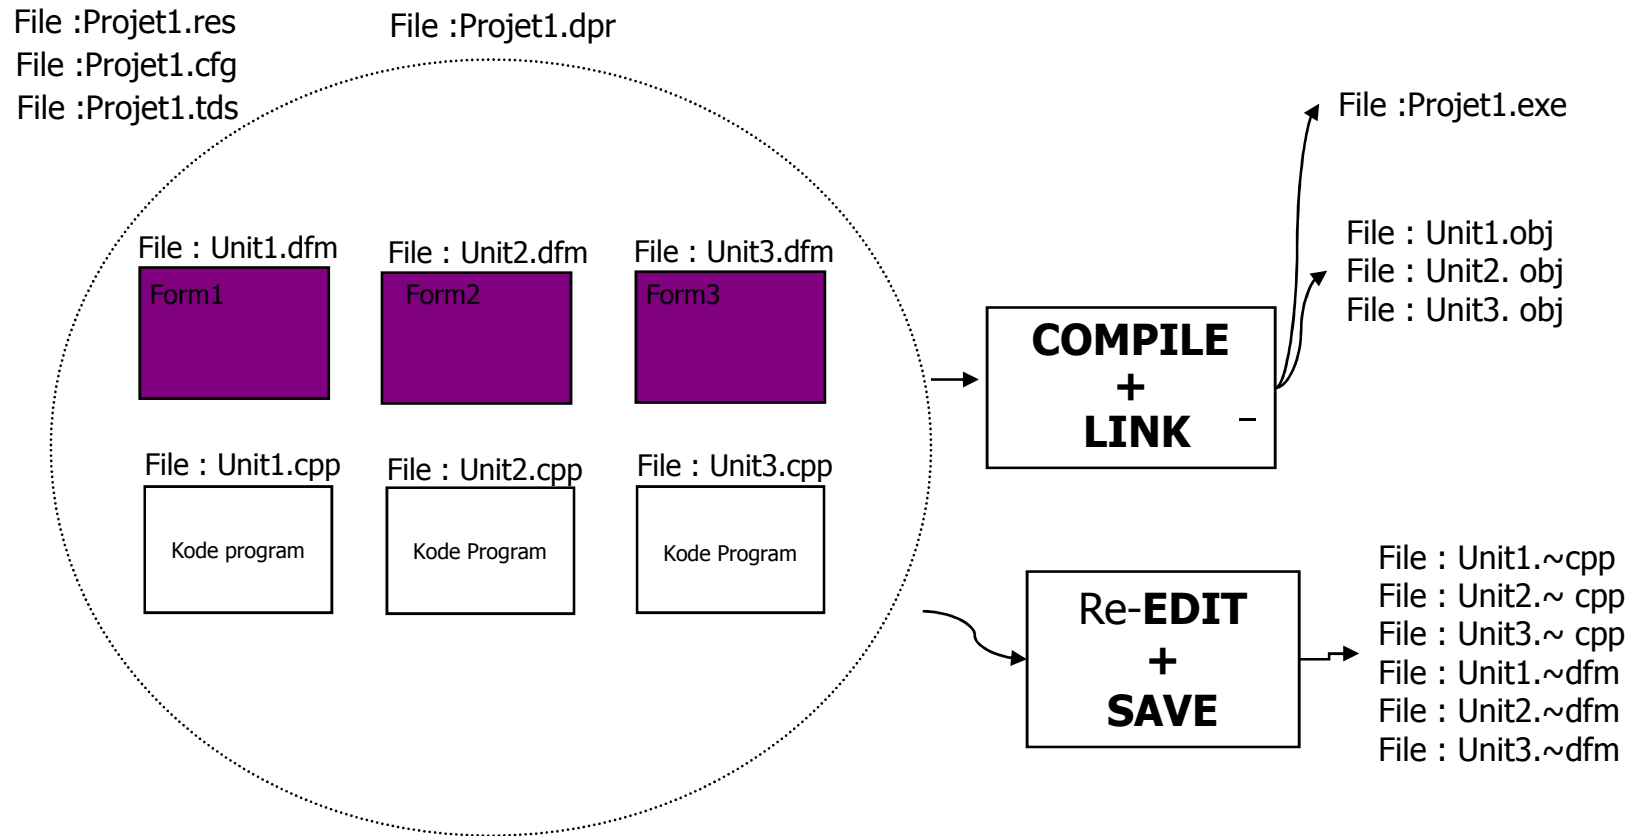 File :Projet1.res
File :Projet1.cfg
File :Projet1.tds
File :Projet1.dpr
File : Unit1.dfm
File : Unit2.dfm
File : Unit3.dfm
Form1
Form2
Form3
File : Unit1.cpp
File : Unit2.cpp
File : Unit3.cpp
Kode program
Kode Program
Kode Program
COMPILE
+
LINK
File :Projet1.exe
File : Unit1.obj
File : Unit2. obj
File : Unit3. obj
Re-EDIT
+
SAVE
File : Unit1.~cpp
File : Unit2.~ cpp
File : Unit3.~ cpp
File : Unit1.~dfm
File : Unit2.~dfm
File : Unit3.~dfm